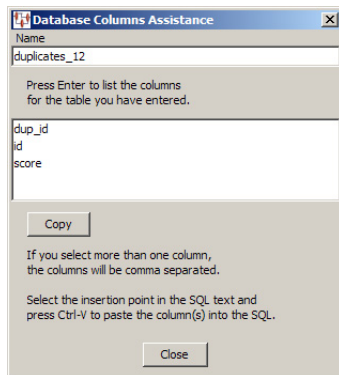 Database Columns Assistance
Name
duplicates_12
Press Enter to list the columns
for the table you have entered.
dup_id
id
score
Copy
If you select more than one column,
the columns will be comma separated.
Select the insertion point in the SQL text and
press Ctrl-V to paste the column(s) into the SQL.
Close